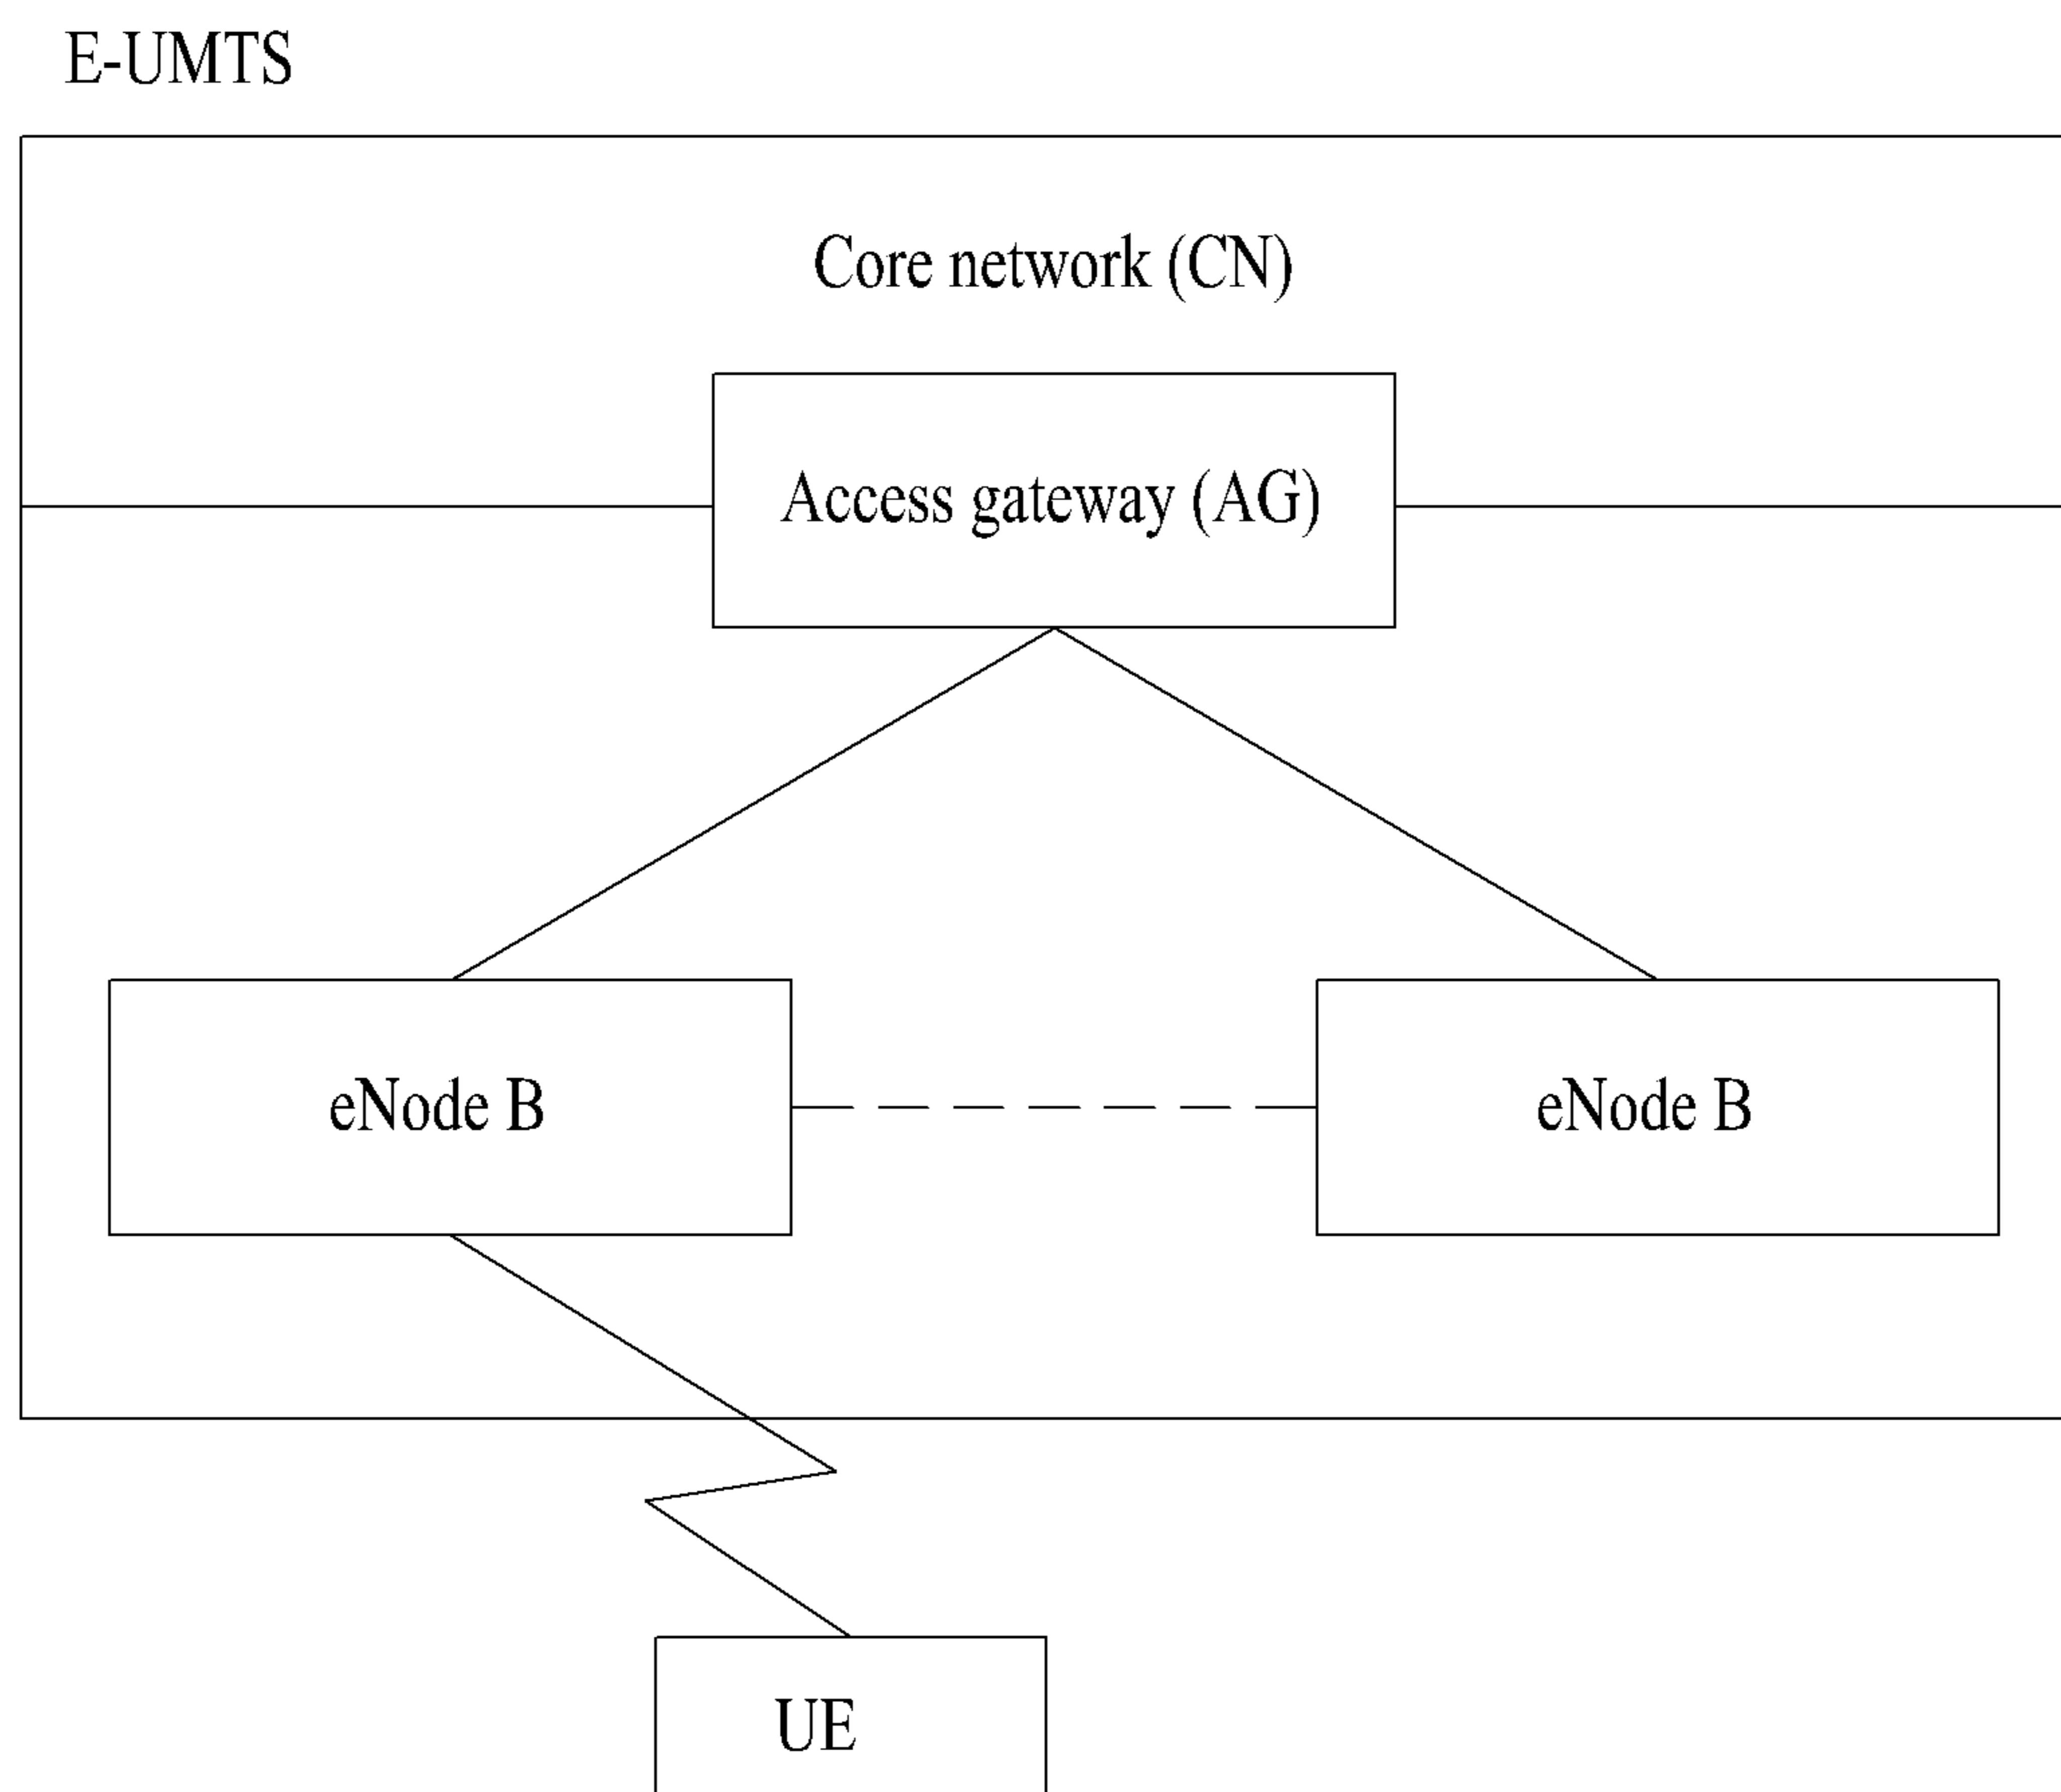 E-UMTS
Core network (CN)
Access gateway (AG)
eNode B
eNode B
UE